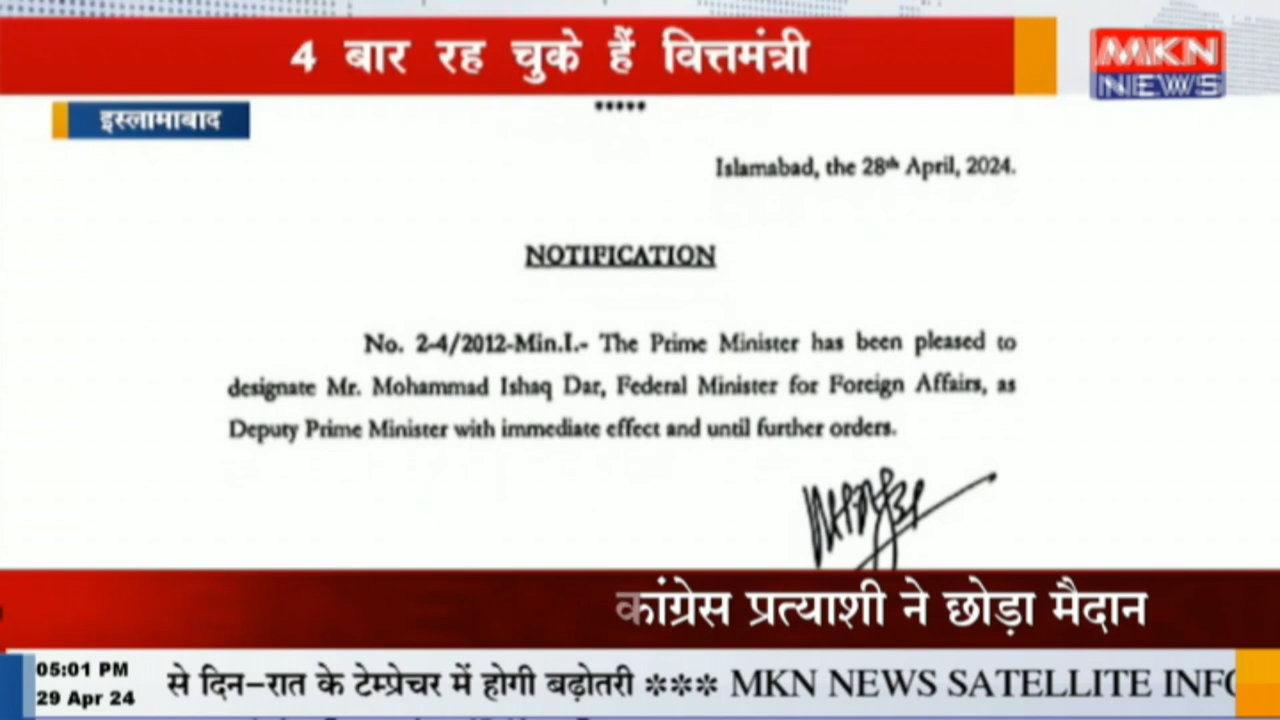 4 बार रह चुके हैं वित्तमंत्री
MKN
NEWS
इस्लामाबाद
*****
Islamabad, the 28th April, 2024.
NOTIFICATION
No. 2-4/2012-Min.I.- The Prime Minister has been pleased to
designate Mr. Mohammad Ishaq Dar, Federal Minister for Foreign Affairs, as
Deputy Prime Minister with immediate effect and until further orders.
कांग्रेस प्रत्याशी ने छोड़ा मैदान
05:01 PM
29 Apr 24
से दिन-रात के टेम्प्रेचर में होगी बढ़ोतरी *** MKN NEWS SATELLITE INFO